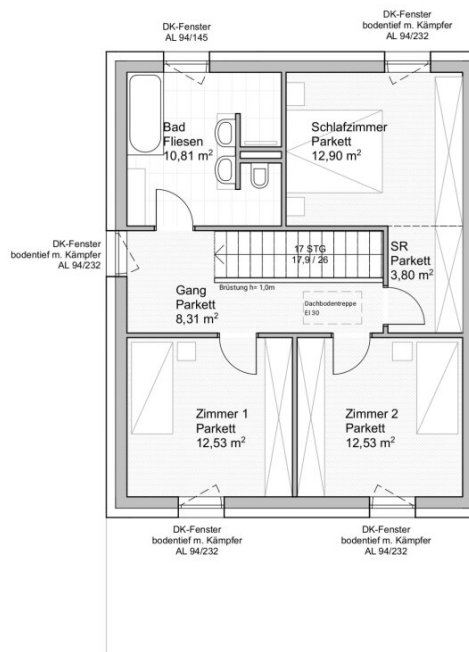 DK-Fenster
AL 94/145
DK-Fenster
bodentief m. Kämpfer
AL 94/232
Bad
Fliesen
10,81 m²
Schlafzimmer
Parkett
12,90 m²
DK-Fenster
bodentief m. Kämpfer
AL 94/232
17 STG
17,9 / 26
SR
Parkett
3,80 m²
Gang
Parkett
8,31 m²
Brüstung h= 1,0m
Dachbodentreppe
EI 30
Zimmer 1
Parkett
12,53 m²
Zimmer 2
Parkett
12,53 m²
DK-Fenster
bodentief m. Kämpfer
AL 94/232
DK-Fenster
bodentief m. Kämpfer
AL 94/232